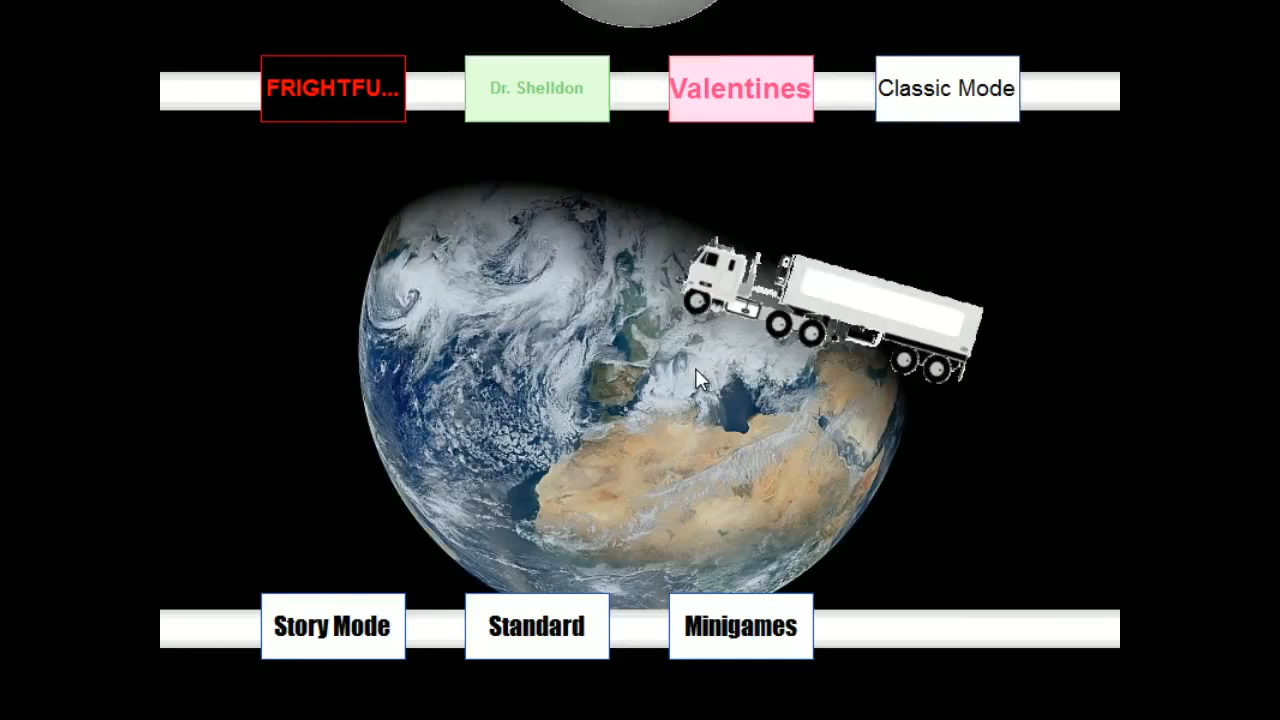 FRIGHTFU...
Dr. Shelldon
Valentines
Classic Mode
Story Mode
Standard
Minigames